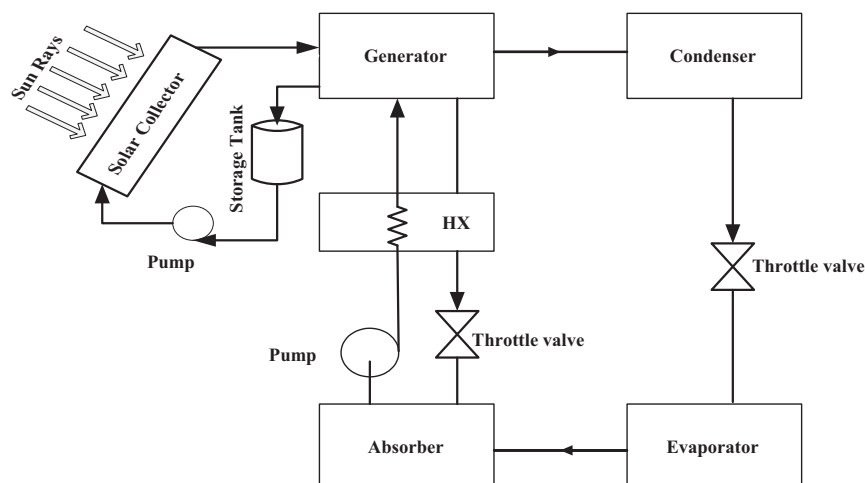 Sun Rays
Solar Collector
Storage Tank
Pump
Generator
Condenser
HX
Throttle valve
Pump
Throttle valve
Absorber
Evaporator